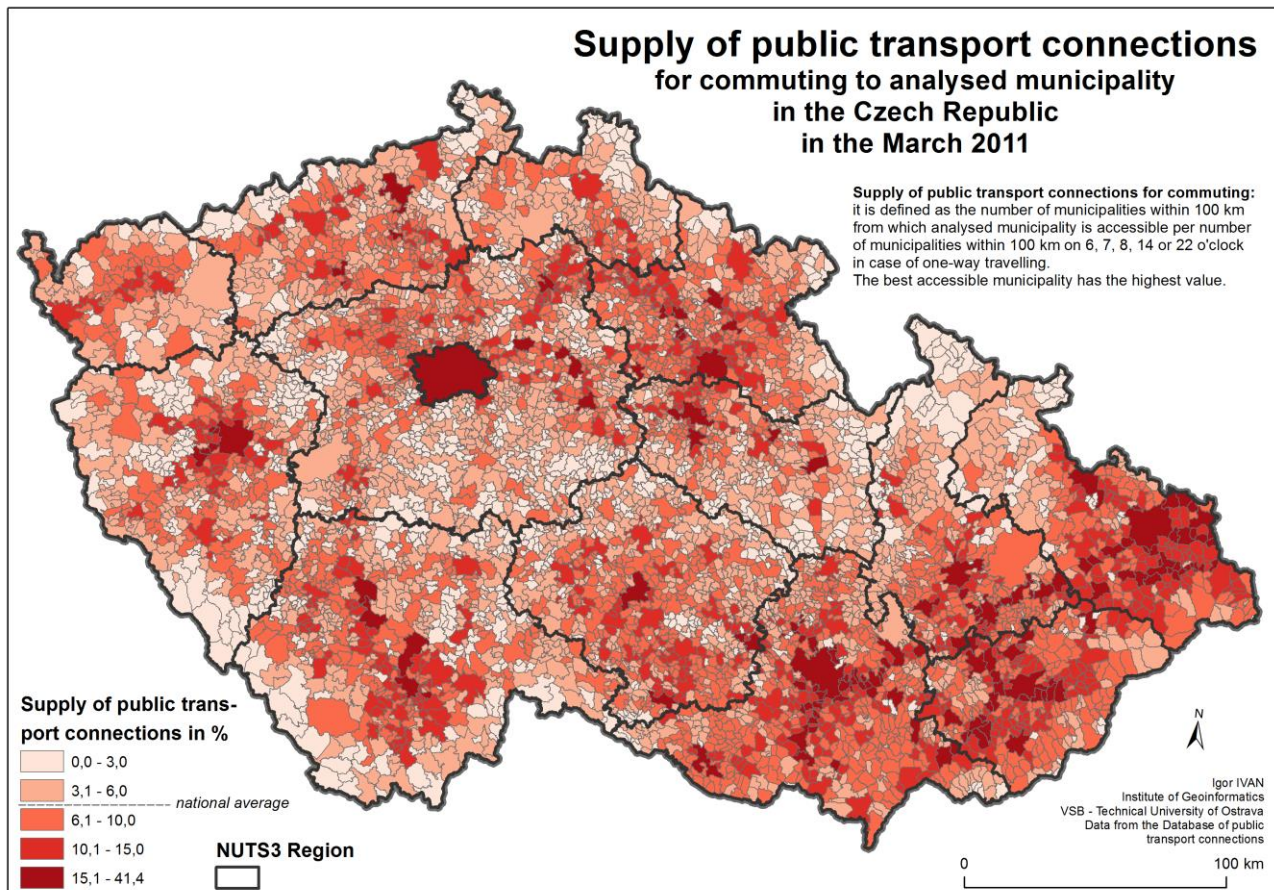 Supply of public transport connections
for commuting to analysed municipality
in the Czech Republic
in the March 2011
Supply of public transport connections for commuting:
it is defined as the number of municipalities within 100 km
from which analysed municipality is accessible per number
of municipalities within 100 km on 6, 7, 8, 14 or 22 o'clock
in case of one-way travelling.
The best accessible municipality has the highest value.
Supply of public trans-
port connections in %
0,0 - 3,0
3,1 - 6,0
national average
6,1 - 10,0
10,1 - 15,0
15,1 - 41,4
NUTS3 Region
N
Igor IVAN
Institute of Geoinformatics
VSB - Technical University of Ostrava
Data from the Database of public
transport connections
0 100 km